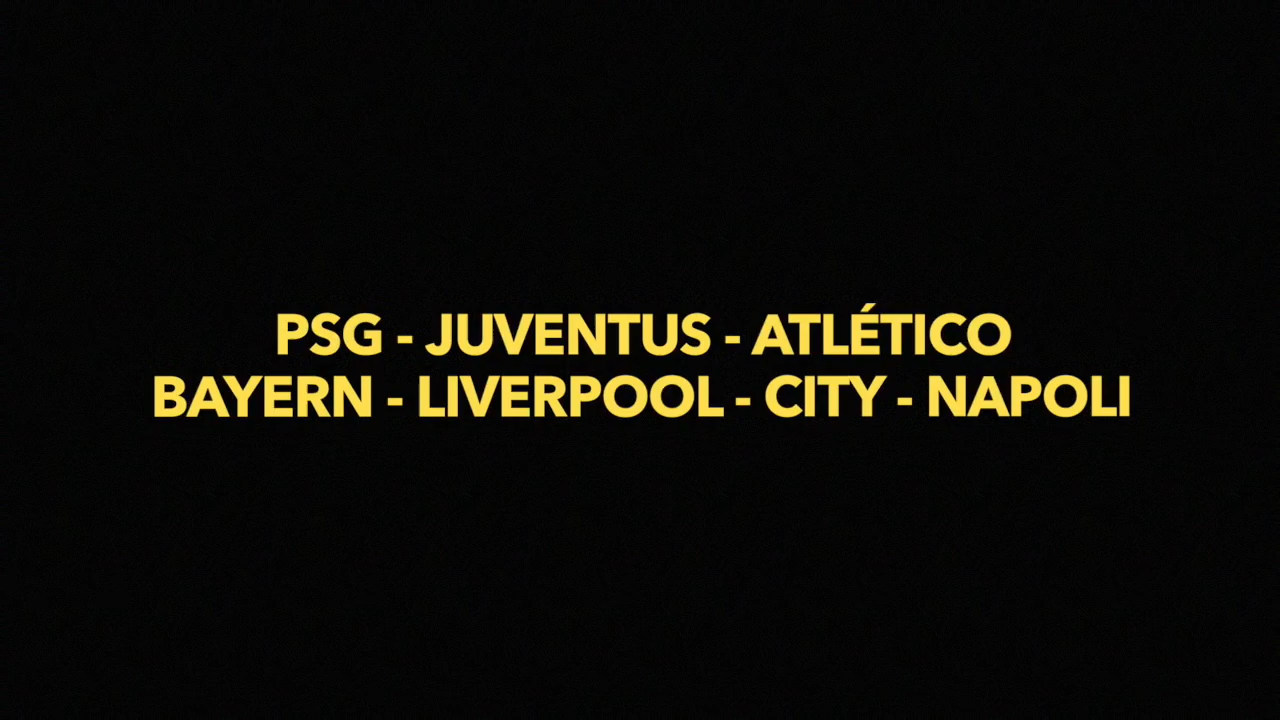 PSG - JUVENTUS - ATLÉTICO
BAYERN - LIVERPOOL - CITY - NAPOLI